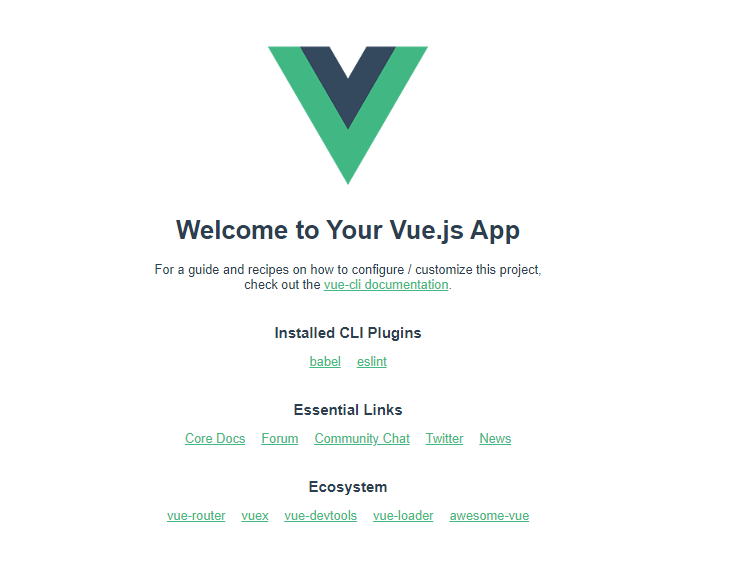 Welcome to Your Vue.js App
For a guide and recipes on how to configure / customize this project,
check out the vue-cli documentation.
Installed CLI Plugins
babel eslint
Essential Links
Core Docs Forum Community Chat Twitter News
Ecosystem
vue-router vuex vue-devtools vue-loader awesome-vue